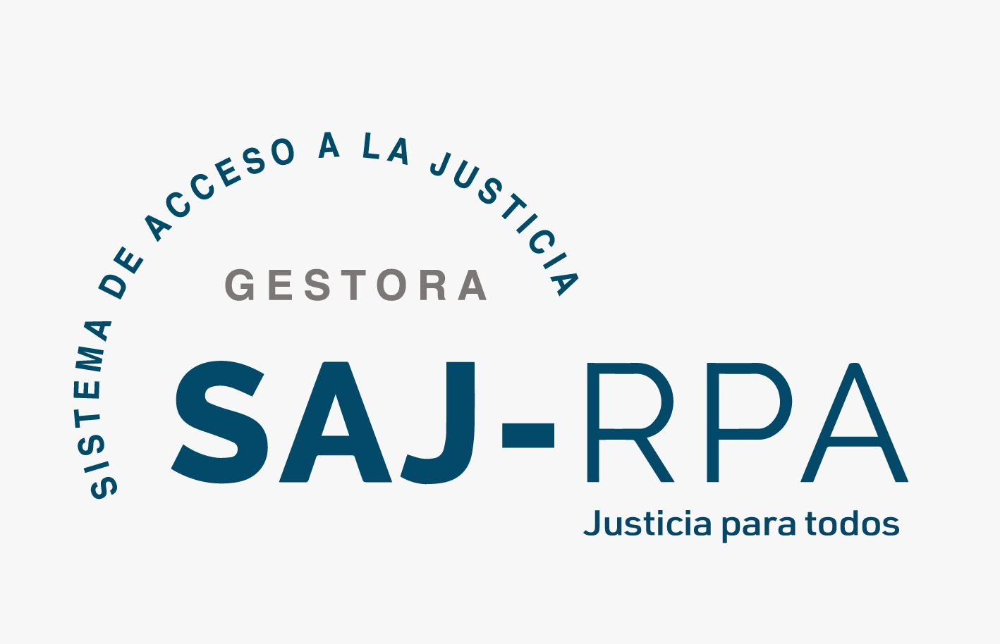 SISTEMA DE ACCESO A LA JUSTICIA
GESTORA
SAJ-RPA
Justicia para todos